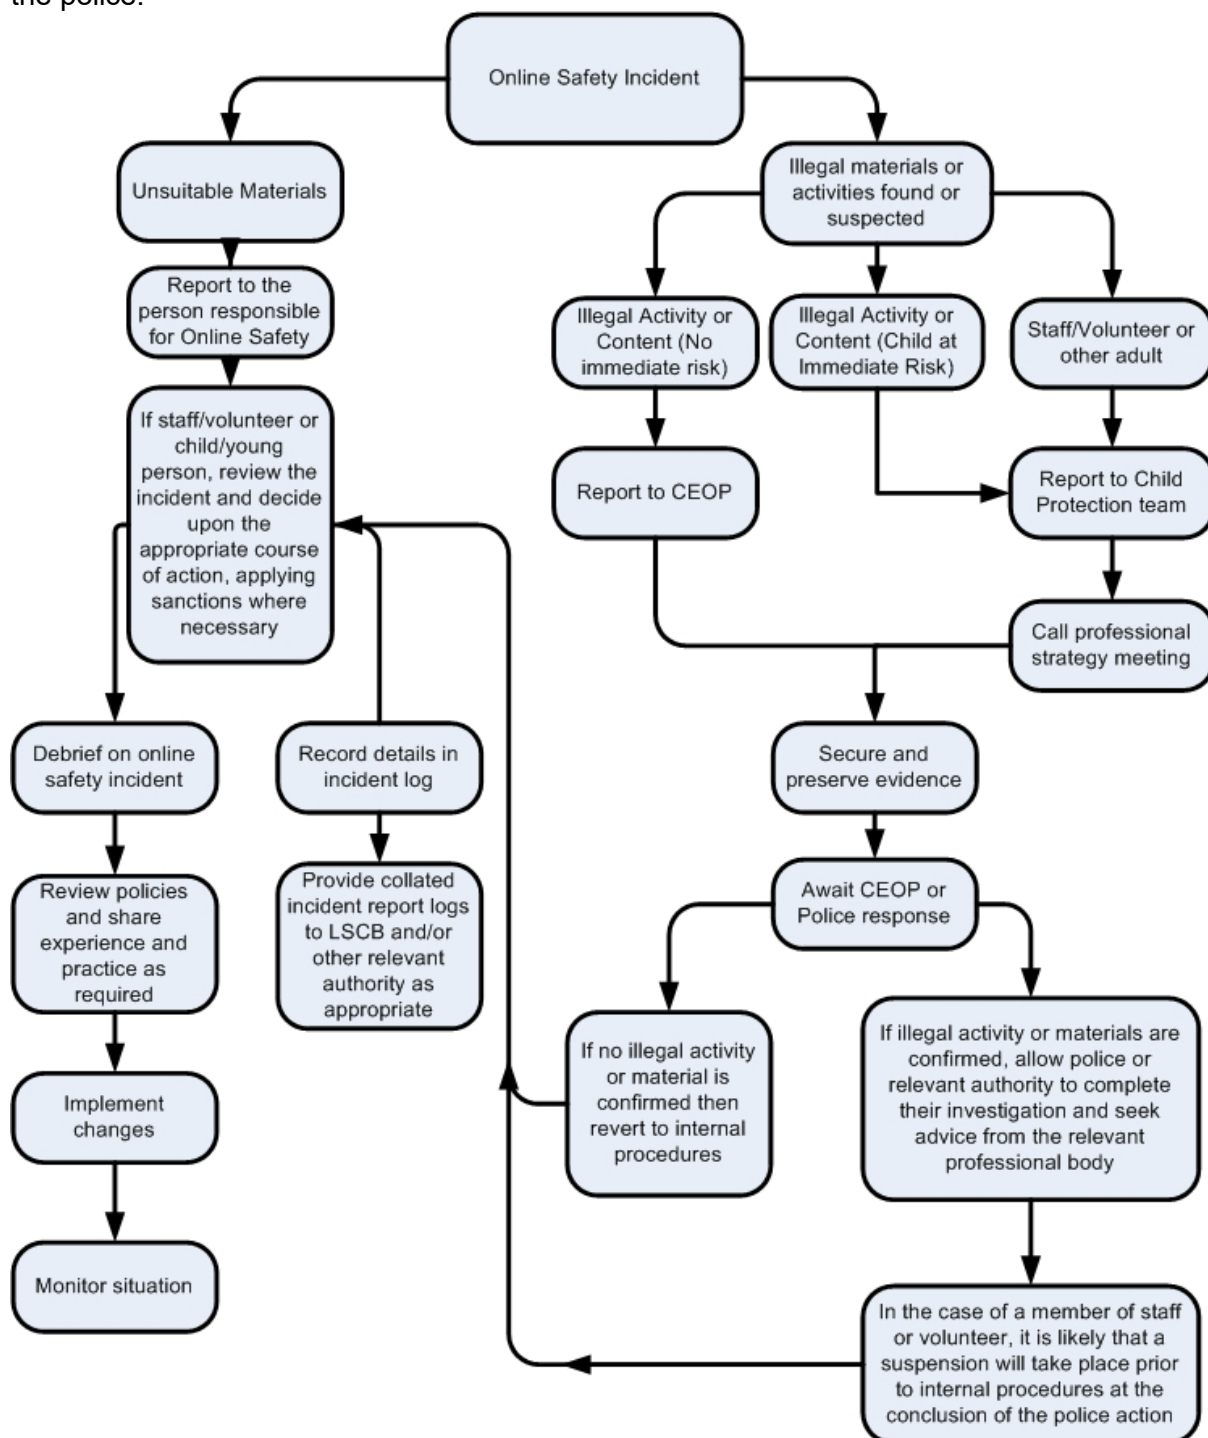 the police.
Online Safety Incident
Unsuitable Materials
Illegal materials or
activities found or
suspected
Report to the
person responsible
for Online Safety
Illegal Activity or
Content (No
immediate risk)
Illegal Activity or
Content (Child at
Immediate Risk)
Staff/Volunteer or
other adult
If staff/volunteer or
child/young
person, review the
incident and decide
upon the
appropriate course
of action, applying
sanctions where
necessary
Report to CEOP
Report to Child
Protection team
Call professional
strategy meeting
Debrief on online
safety incident
Record details in
incident log
Secure and
preserve evidence
Review policies
and share
experience and
practice as
required
Provide collated
incident report logs
to LSCB and/or
other relevant
authority as
appropriate
Await CEOP or
Police response
If no illegal activity
or material is
confirmed then
revert to internal
procedures
If illegal activity or materials are
confirmed, allow police or
relevant authority to complete
their investigation and seek
advice from the relevant
professional body
Implement
changes
Monitor situation
In the case of a member of staff
or volunteer, it is likely that a
suspension will take place prior
to internal procedures at the
conclusion of the police action